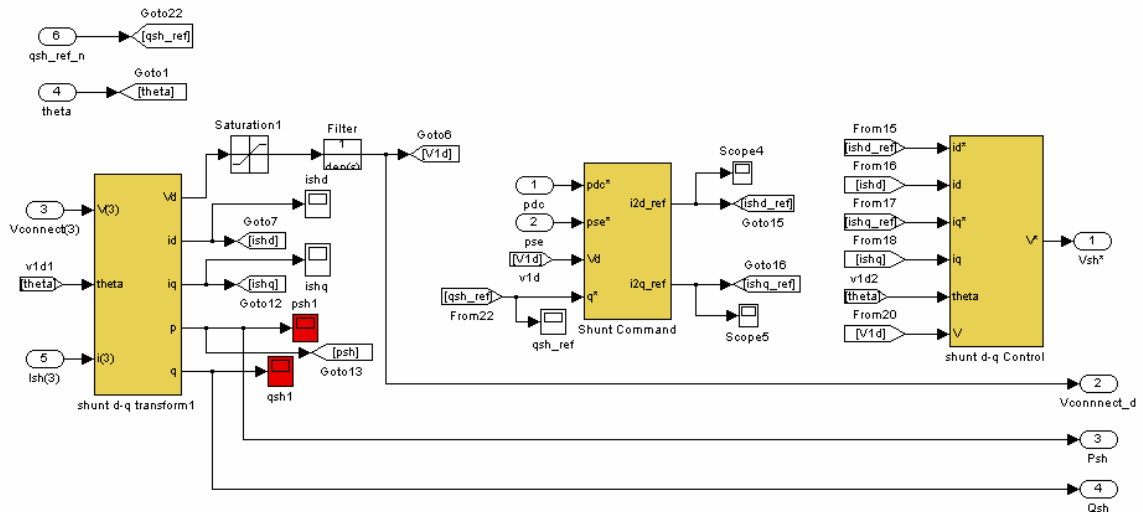 Goto22
6
[qsh_ref]
qsh_ref_n
Goto1
4
[theta]
theta
Saturation1
Filter
1
den(s)
Goto6
[V1d]
ishd
3
V(3)
Vconnect(3)
Vd
id
Goto7
[ishd]
v1d1
[theta]
theta
iq
[ishq]
Goto12
ishq
psh1
p
[psh]
Goto13
5
i(3)
Ish(3)
q
qsh1
shunt d-q transform1
1
pdc*
pdc
2
pse*
pse
[V1d]
Vd
v1d
[qsh_ref]
q*
From22
qsh_ref
i2d_ref
i2q_ref
Shunt Command
Scope4
[ishd_ref]
Goto15
Goto16
[ishq_ref]
Scope5
From15
[ishd_ref]
id*
From16
[ishd]
id
From17
[ishq_ref]
iq*
From18
[ishq]
iq
v1d2
[theta]
theta
From20
[V1d]
V
V*
shunt d-q Control
1
Vsh*
2
Vconnnect_d
3
Psh
4
Qsh